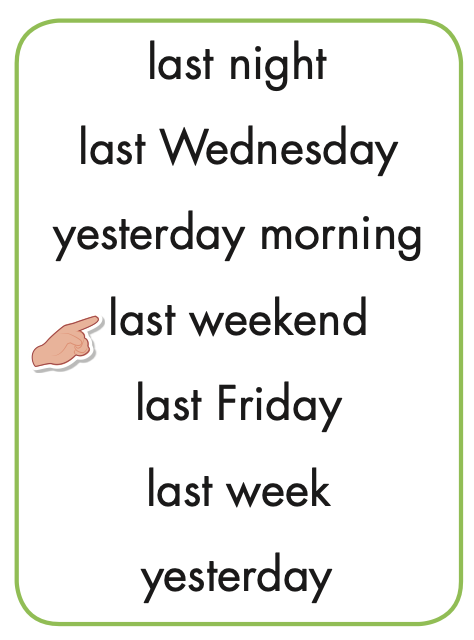 last night
last Wednesday
yesterday morning
last weekend
last Friday
last week
yesterday